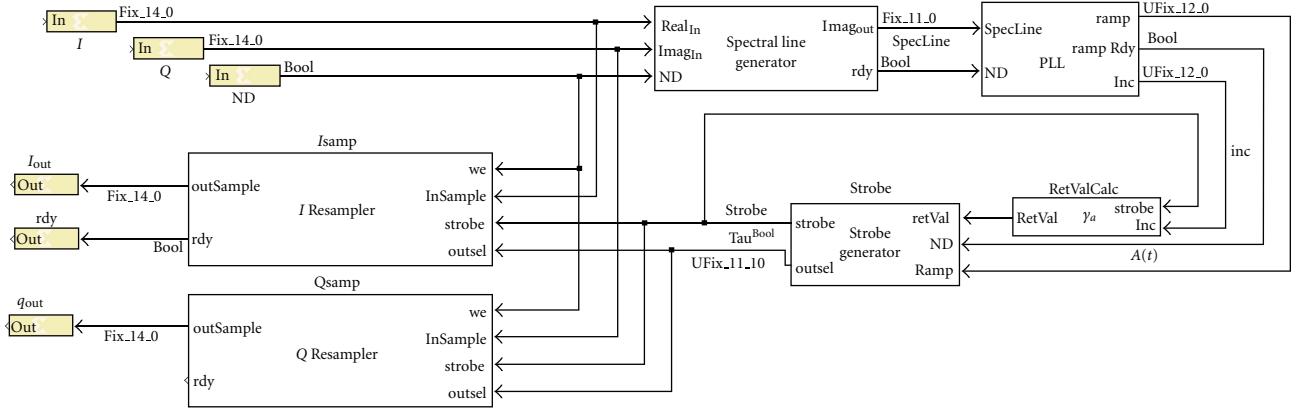 In
Fix_14_0
I
In
Fix_14_0
Q
In
Bool
ND
Real_In
Imag_In
ND
Spectral line
generator
Imag_out
rdy
Fix_11_0
SpecLine
Bool
SpecLine
ND
PLL
ramp
ramp Rdy
Inc
UFix_12_0
Bool
UFix_12_0
inc
A(t)
Isamp
we
InSample
strobe
outsel
I Resampler
outSample
rdy
I_out
Out
Fix_14_0
rdy
Out
Bool
Strobe
Strobe
Tau^Bool
UFix_11_10
strobe
outsel
Strobe
generator
retVal
ND
Ramp
RetValCalc
RetVal
γ_a
strobe
Inc
Qsamp
we
InSample
strobe
outsel
Q Resampler
outSample
rdy
q_out
Out
Fix_14_0